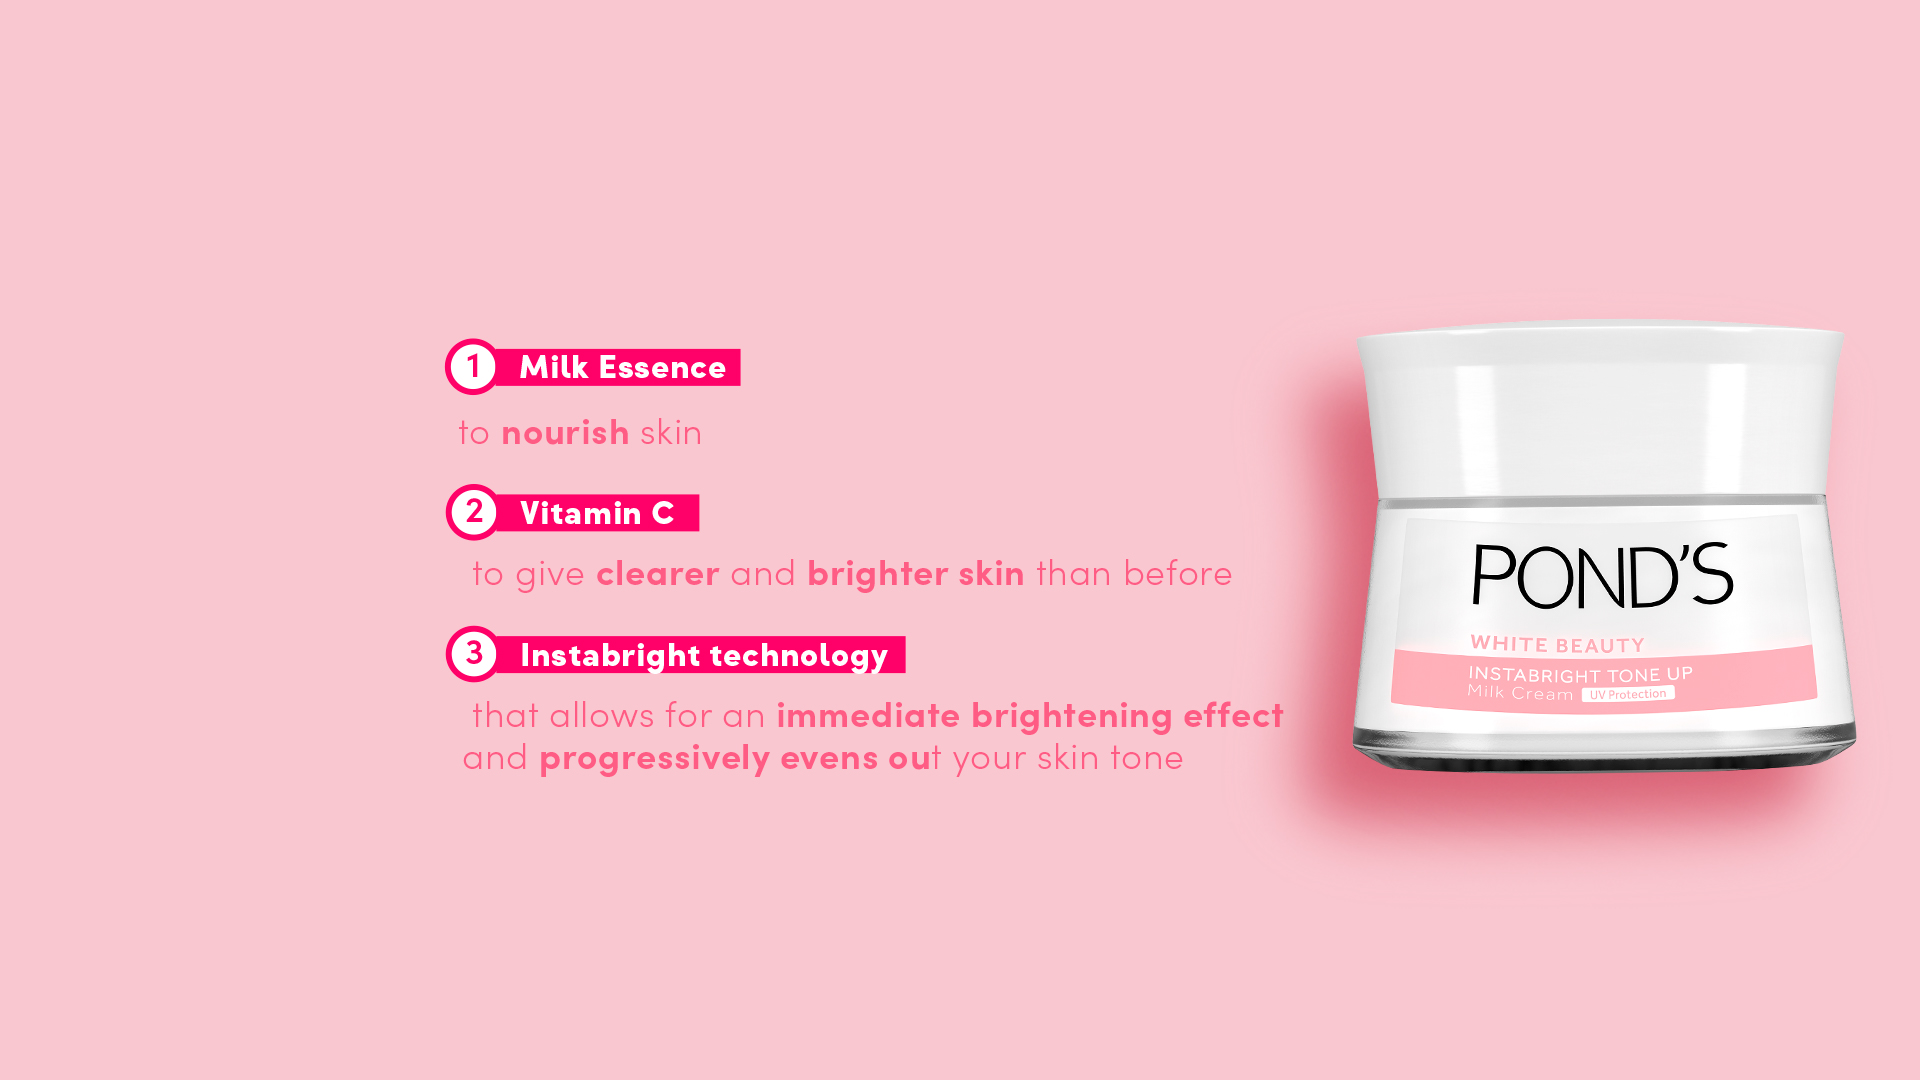 1 Milk Essence
to nourish skin
2 Vitamin C
to give clearer and brighter skin than before
3 Instabright technology
that allows for an immediate brightening effect
and progressively evens out your skin tone
POND'S
WHITE BEAUTY
INSTABRIGHT TONE UP
Milk Cream UV Protection